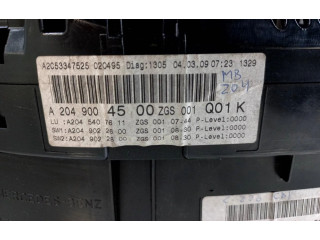 A2C53347525 020495 Diag:1305 04.03.09 07:23 1329
MB
204
A 204 900 45 00 ZGS 001 Q01 K
LU :A204 540 76 11 ZGS 001 07/44 P-Level:0000
SW1:A204 902 26 00 ZGS 001 08/30 P-Level:0000
SW2:A204 902 28 00 ZGS 001 08/30 P-Level:0000